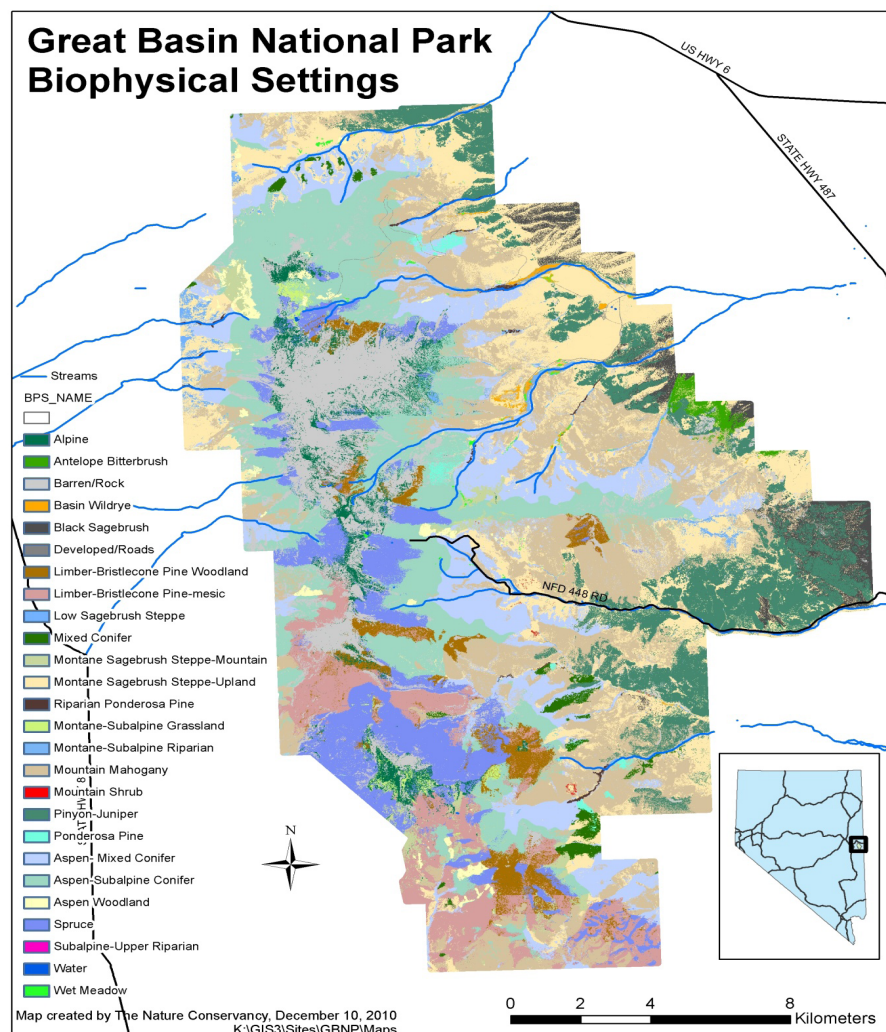 Great Basin National Park
Biophysical Settings
US HWY 6
STATE HWY 487
Streams
BPS_NAME
Alpine
Antelope Bitterbrush
Barren/Rock
Basin Wildrye
Black Sagebrush
Developed/Roads
Limber-Bristlecone Pine Woodland
Limber-Bristlecone Pine-mesic
Low Sagebrush Steppe
Mixed Conifer
Montane Sagebrush Steppe-Mountain
Montane Sagebrush Steppe-Upland
Riparian Ponderosa Pine
Montane-Subalpine Grassland
Montane-Subalpine Riparian
Mountain Mahogany
Mountain Shrub
Pinyon-Juniper
Ponderosa Pine
Aspen- Mixed Conifer
Aspen-Subalpine Conifer
Aspen Woodland
Spruce
Subalpine-Upper Riparian
Water
Wet Meadow
NFD 448 RD
N
0 2 4 8
Kilometers
Map created by The Nature Conservancy, December 10, 2010
K:\GIS3\Sites\GBNP\Maps